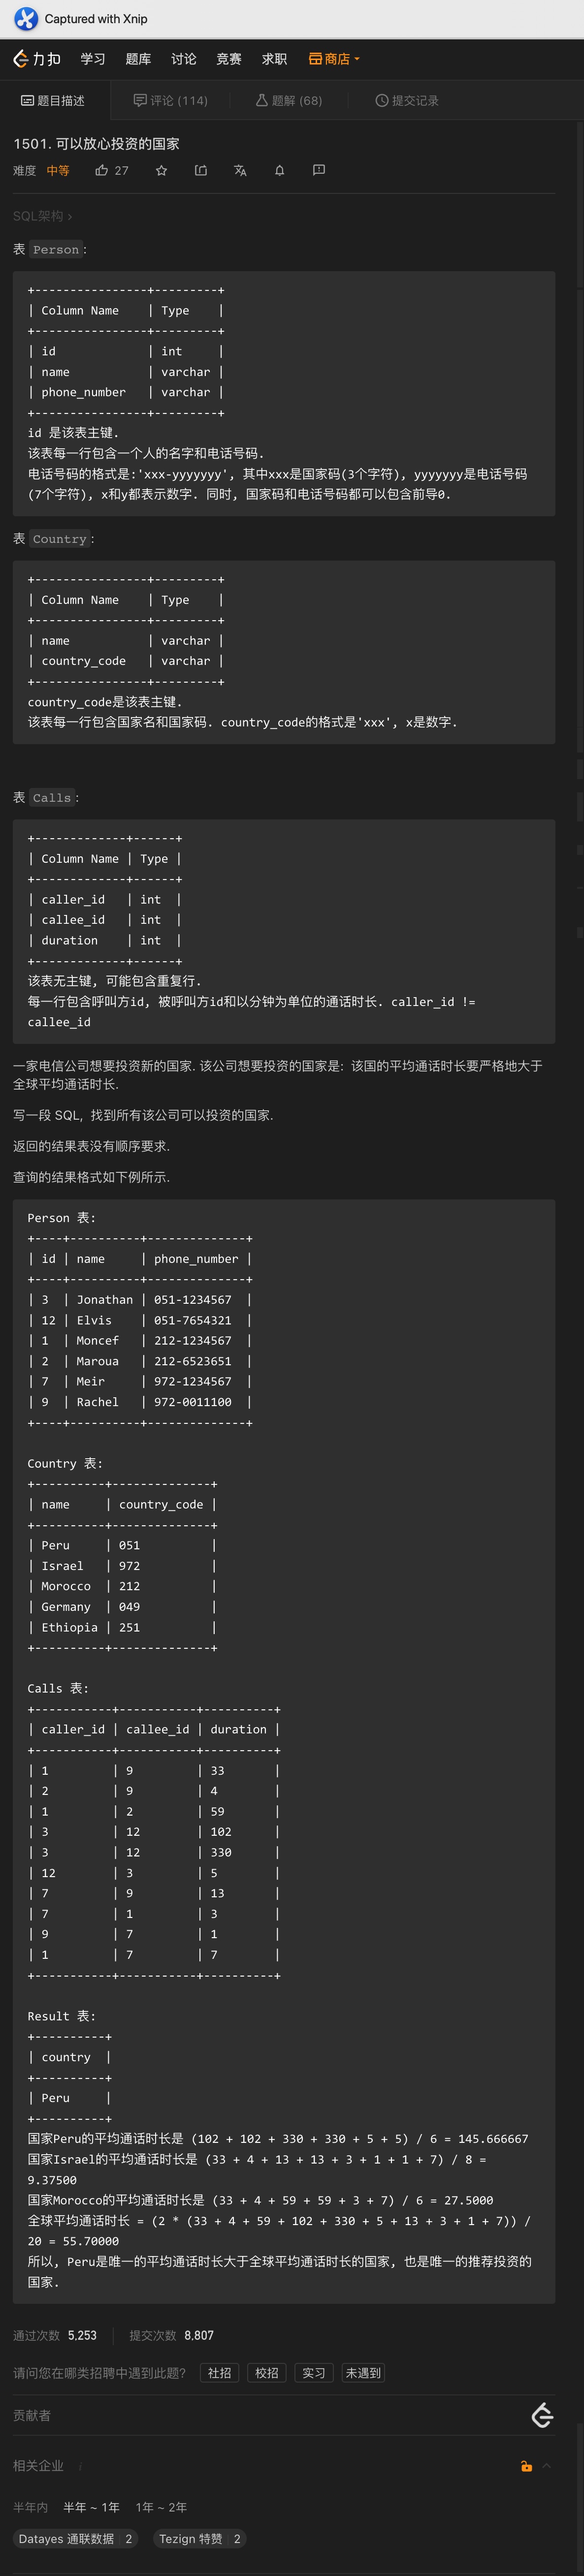 Captured with Xnip
力扣 学习 题库 讨论 竞赛 求职 商店
题目描述 评论 (114) 题解 (68) 提交记录
1501. 可以放心投资的国家
难度 中等 27
SQL架构 ›
表 Person:
+----------------+---------+
| Column Name    | Type    |
+----------------+---------+
| id             | int     |
| name           | varchar |
| phone_number   | varchar |
+----------------+---------+
id 是该表主键.
该表每一行包含一个人的名字和电话号码.
电话号码的格式是:'xxx-yyyyyyy', 其中xxx是国家码(3个字符), yyyyyyy是电话号码
(7个字符), x和y都表示数字. 同时, 国家码和电话号码都可以包含前导0.
表 Country:
+----------------+---------+
| Column Name    | Type    |
+----------------+---------+
| name           | varchar |
| country_code   | varchar |
+----------------+---------+
country_code是该表主键.
该表每一行包含国家名和国家码. country_code的格式是'xxx', x是数字.
表 Calls:
+-------------+------+
| Column Name | Type |
+-------------+------+
| caller_id   | int  |
| callee_id   | int  |
| duration    | int  |
+-------------+------+
该表无主键, 可能包含重复行.
每一行包含呼叫方id, 被呼叫方id和以分钟为单位的通话时长. caller_id !=
callee_id
一家电信公司想要投资新的国家. 该公司想要投资的国家是: 该国的平均通话时长要严格地大于
全球平均通话时长.
写一段 SQL, 找到所有该公司可以投资的国家.
返回的结果表没有顺序要求.
查询的结果格式如下例所示.
Person 表:
+----+----------+--------------+
| id | name     | phone_number |
+----+----------+--------------+
| 3  | Jonathan | 051-1234567  |
| 12 | Elvis    | 051-7654321  |
| 1  | Moncef   | 212-1234567  |
| 2  | Maroua   | 212-6523651  |
| 7  | Meir     | 972-1234567  |
| 9  | Rachel   | 972-0011100  |
+----+----------+--------------+
Country 表:
+----------+--------------+
| name     | country_code |
+----------+--------------+
| Peru     | 051          |
| Israel   | 972          |
| Morocco  | 212          |
| Germany  | 049          |
| Ethiopia | 251          |
+----------+--------------+
Calls 表:
+-----------+-----------+----------+
| caller_id | callee_id | duration |
+-----------+-----------+----------+
| 1         | 9         | 33       |
| 2         | 9         | 4        |
| 1         | 2         | 59       |
| 3         | 12        | 102      |
| 3         | 12        | 330      |
| 12        | 3         | 5        |
| 7         | 9         | 13       |
| 7         | 1         | 3        |
| 9         | 7         | 1        |
| 1         | 7         | 7        |
+-----------+-----------+----------+
Result 表:
+----------+
| country  |
+----------+
| Peru     |
+----------+
国家Peru的平均通话时长是 (102 + 102 + 330 + 330 + 5 + 5) / 6 = 145.666667
国家Israel的平均通话时长是 (33 + 4 + 13 + 13 + 3 + 1 + 1 + 7) / 8 =
9.37500
国家Morocco的平均通话时长是 (33 + 4 + 59 + 59 + 3 + 7) / 6 = 27.5000
全球平均通话时长 = (2 * (33 + 4 + 59 + 102 + 330 + 5 + 13 + 3 + 1 + 7)) /
20 = 55.70000
所以, Peru是唯一的平均通话时长大于全球平均通话时长的国家, 也是唯一的推荐投资的
国家.
通过次数 5,253 提交次数 8,807
请问您在哪类招聘中遇到此题? 社招 校招 实习 未遇到
贡献者
相关企业 i
半年内 半年 ~ 1年 1年 ~ 2年
Datayes 通联数据 2 Tezign 特赞 2